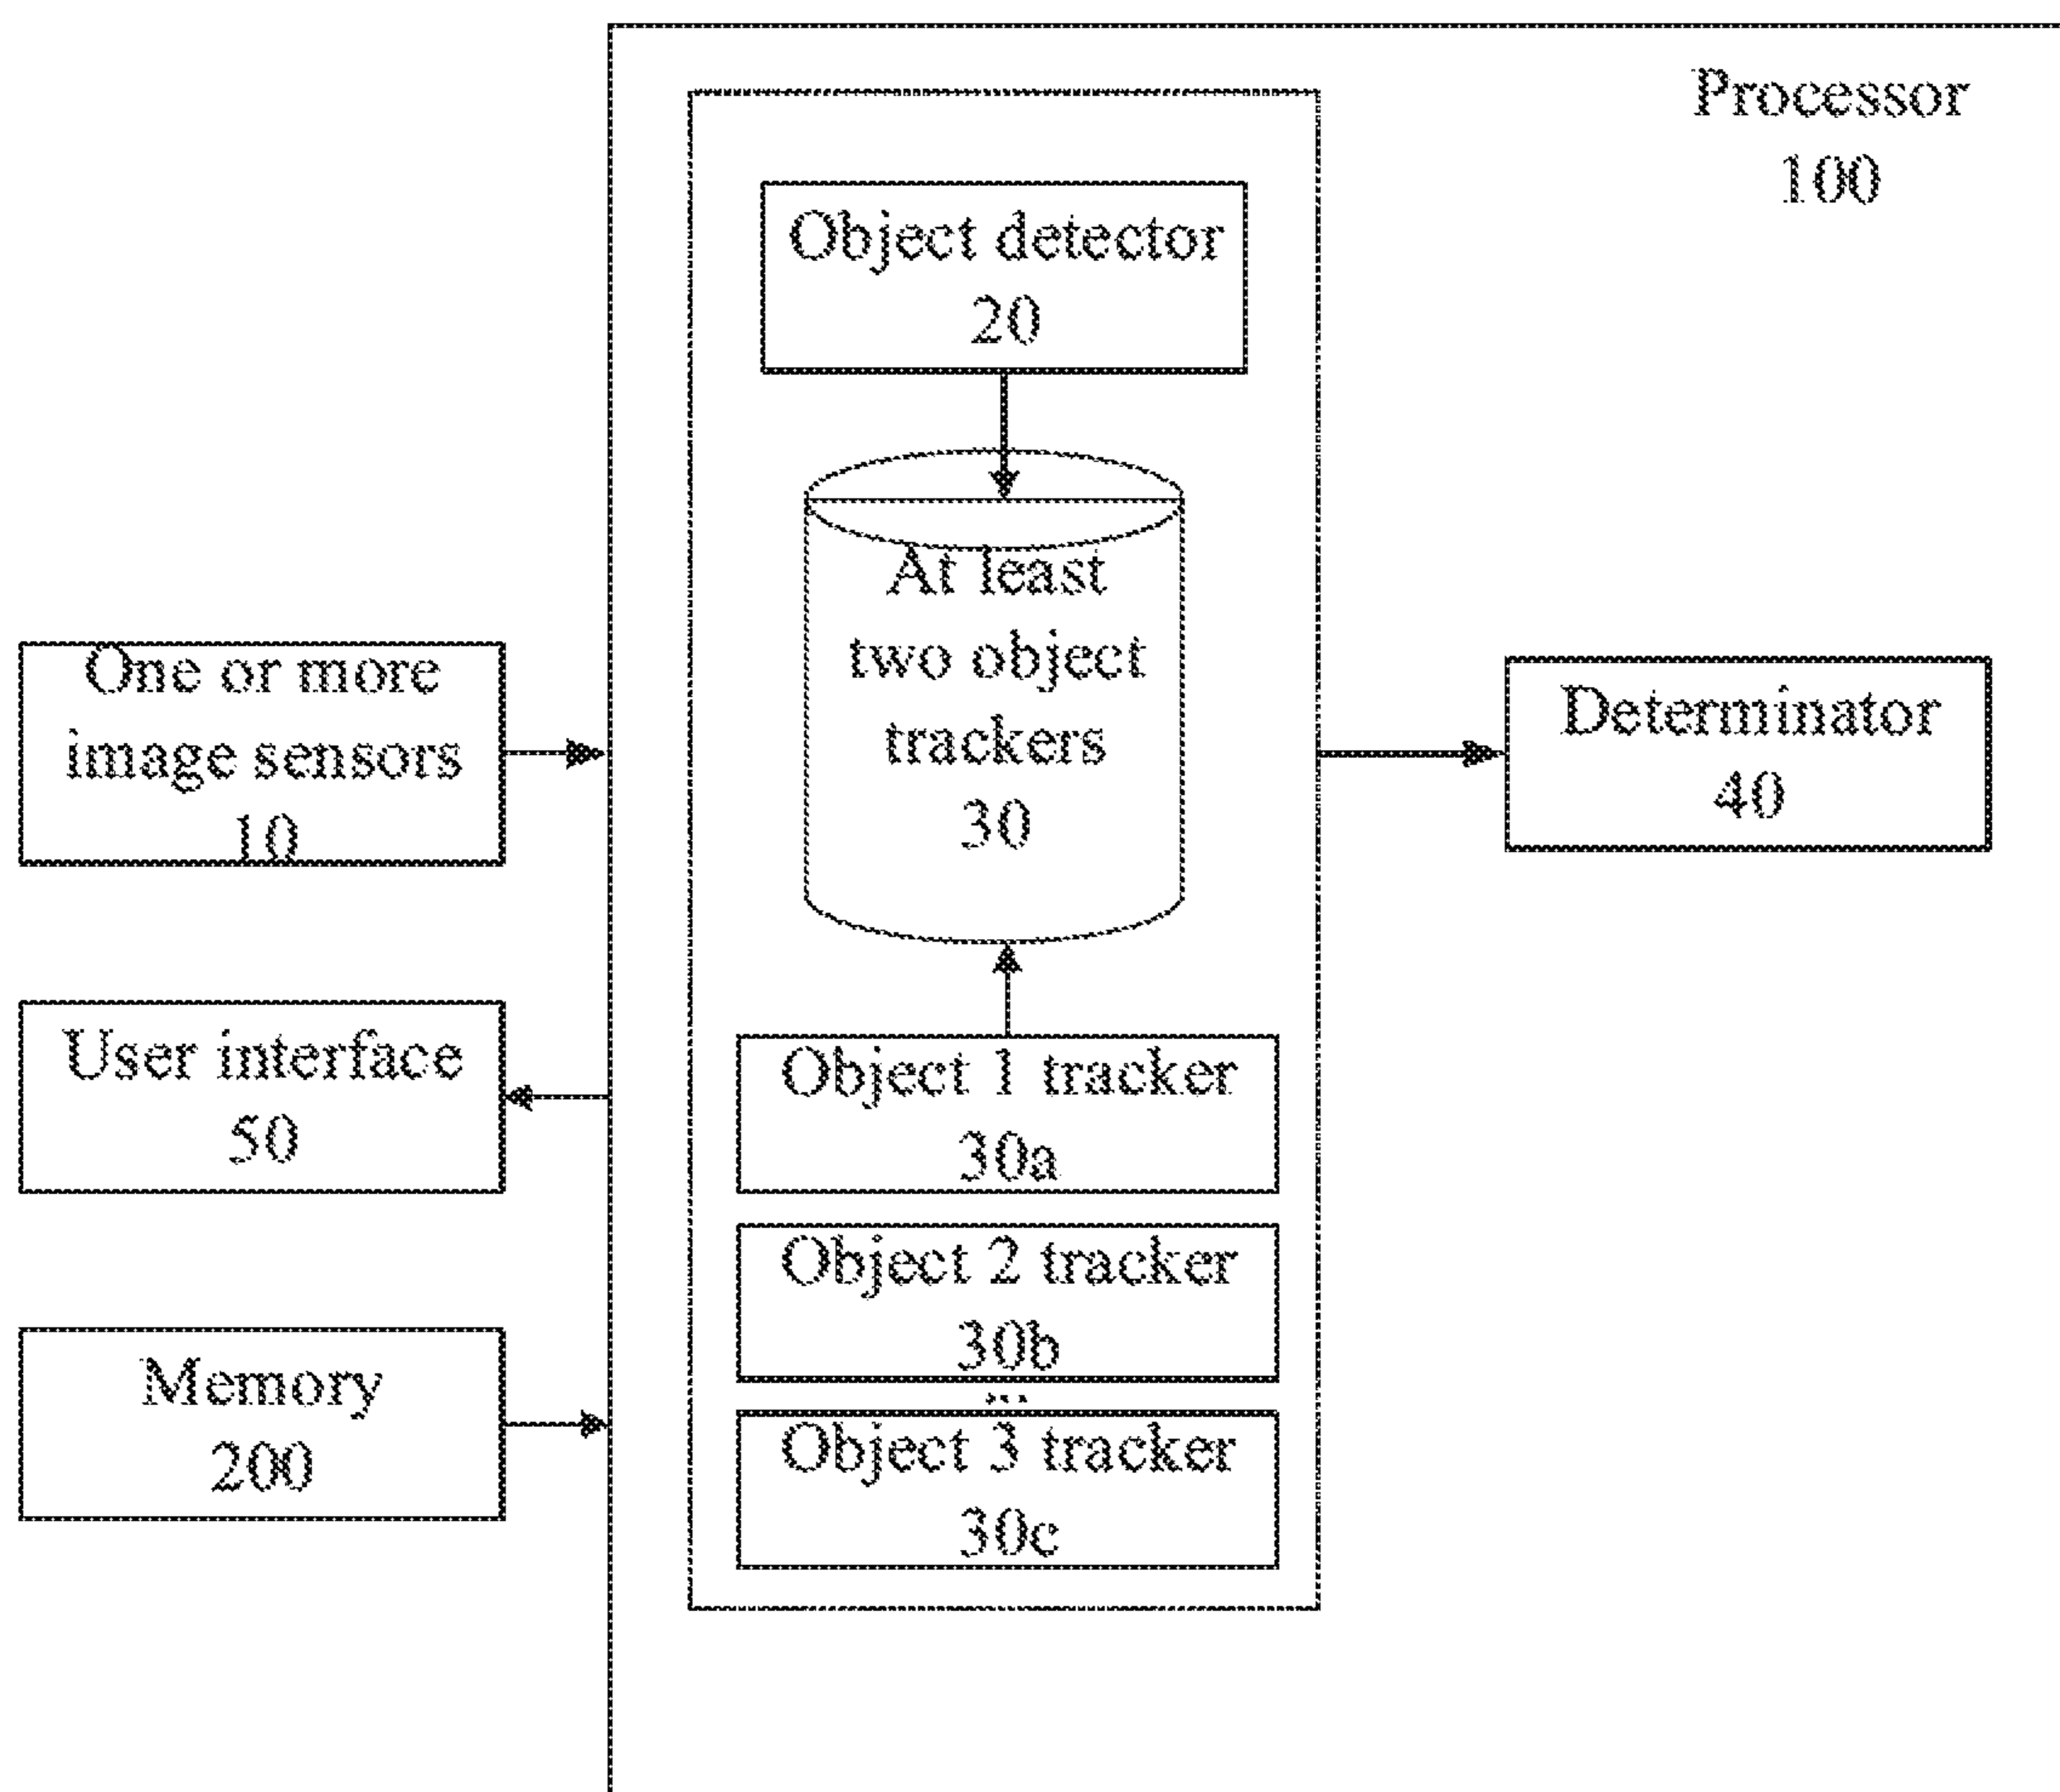 Processor
100
Object detector
20
At least
two object
trackers
30
One or more
image sensors
10
Determinator
40
User interface
50
Object 1 tracker
30a
Object 2 tracker
30b
...
Memory
200
Object 3 tracker
30c